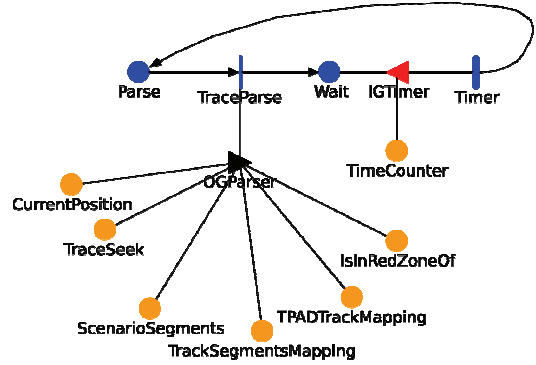 Parse
TraceParse
Wait
IGTimer
Timer
OGParser
TimeCounter
CurrentPosition
TraceSeek
IsInRedZoneOf
ScenarioSegments
TPADTrackMapping
TrackSegmentsMapping